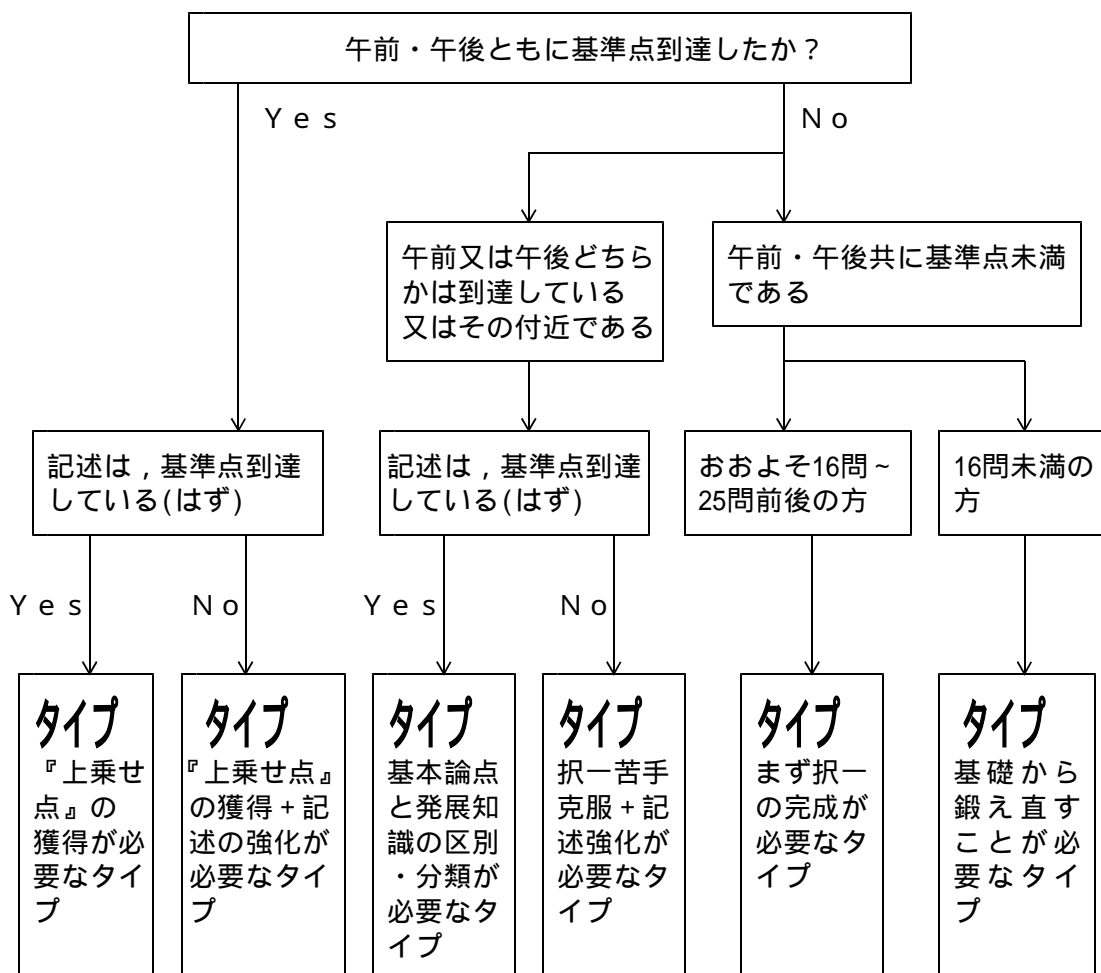 午前・午後ともに基準点到達したか？
Ｙｅｓ
Ｎｏ
午前又は午後どちら
かは到達している
又はその付近である
午前・午後共に基準点未満
である
記述は，基準点到達
している(はず)
記述は，基準点到達
している(はず)
おおよそ16問~
25問前後の方
16問未満の
方
Ｙｅｓ
Ｎｏ
Ｙｅｓ
Ｎｏ
タイプ
『上乗せ
点』の
獲得が必
要なタイ
プ
タイプ
『上乗せ点』
の獲得＋記
述の強化が
必要なタイ
プ
タイプ
基本論点
と発展知
識の区別
・分類が
必要なタ
イプ
タイプ
択一苦手
克服＋記
述強化が
必要なタ
イプ
タイプ
まず択一
の完成が
必要なタ
イプ
タイプ
基礎から
鍛え直す
ことが必
要なタイ
プ